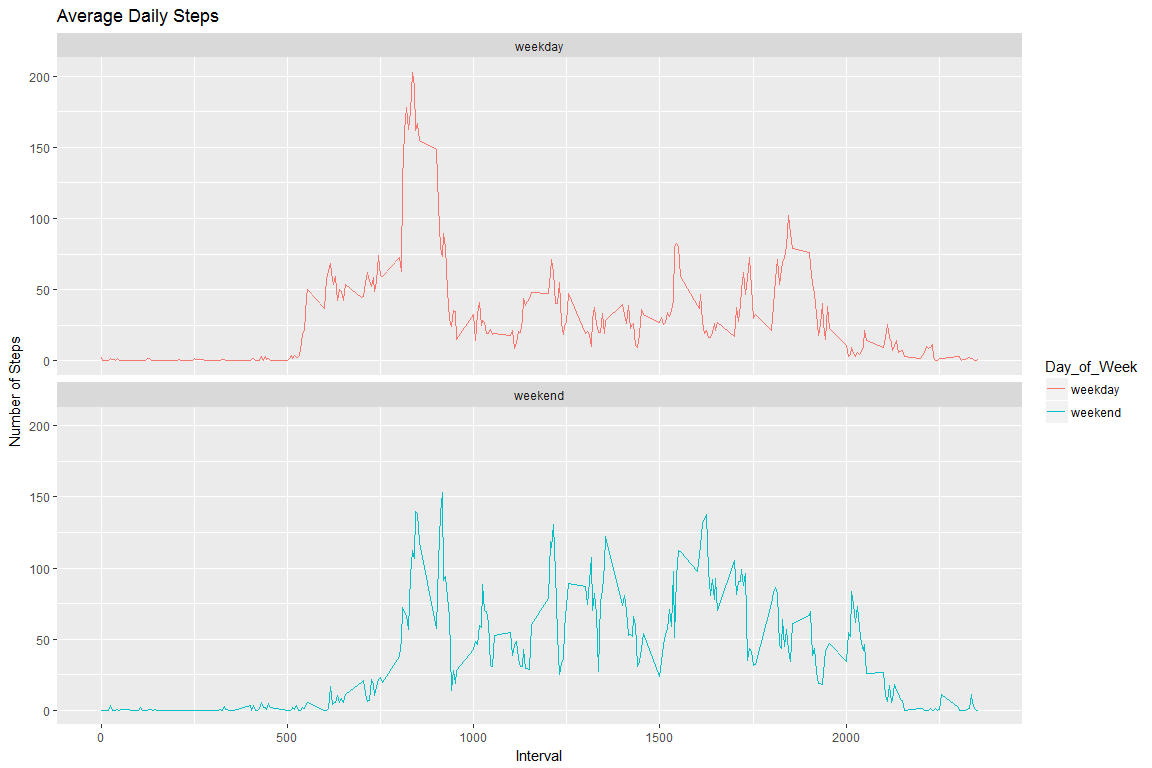 Average Daily Steps
weekday
200
150
100
50
0
weekend
200
150
100
50
0
0 500 1000 1500 2000
Interval
Number of Steps
Day_of_Week
weekday
weekend